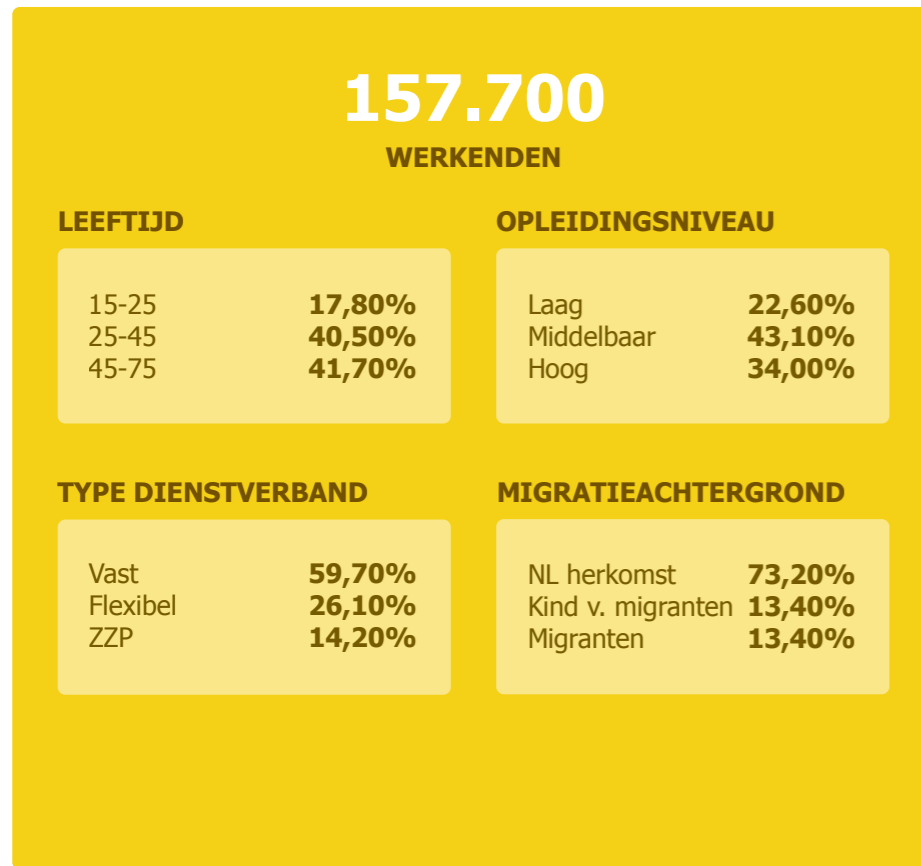 157.700
WERKENDEN
LEEFTIJD
15-25 17,80%
25-45 40,50%
45-75 41,70%
OPLEIDINGSNIVEAU
Laag 22,60%
Middelbaar 43,10%
Hoog 34,00%
TYPE DIENSTVERBAND
Vast 59,70%
Flexibel 26,10%
ZZP 14,20%
MIGRATIEACHTERGROND
NL herkomst 73,20%
Kind v. migranten 13,40%
Migranten 13,40%